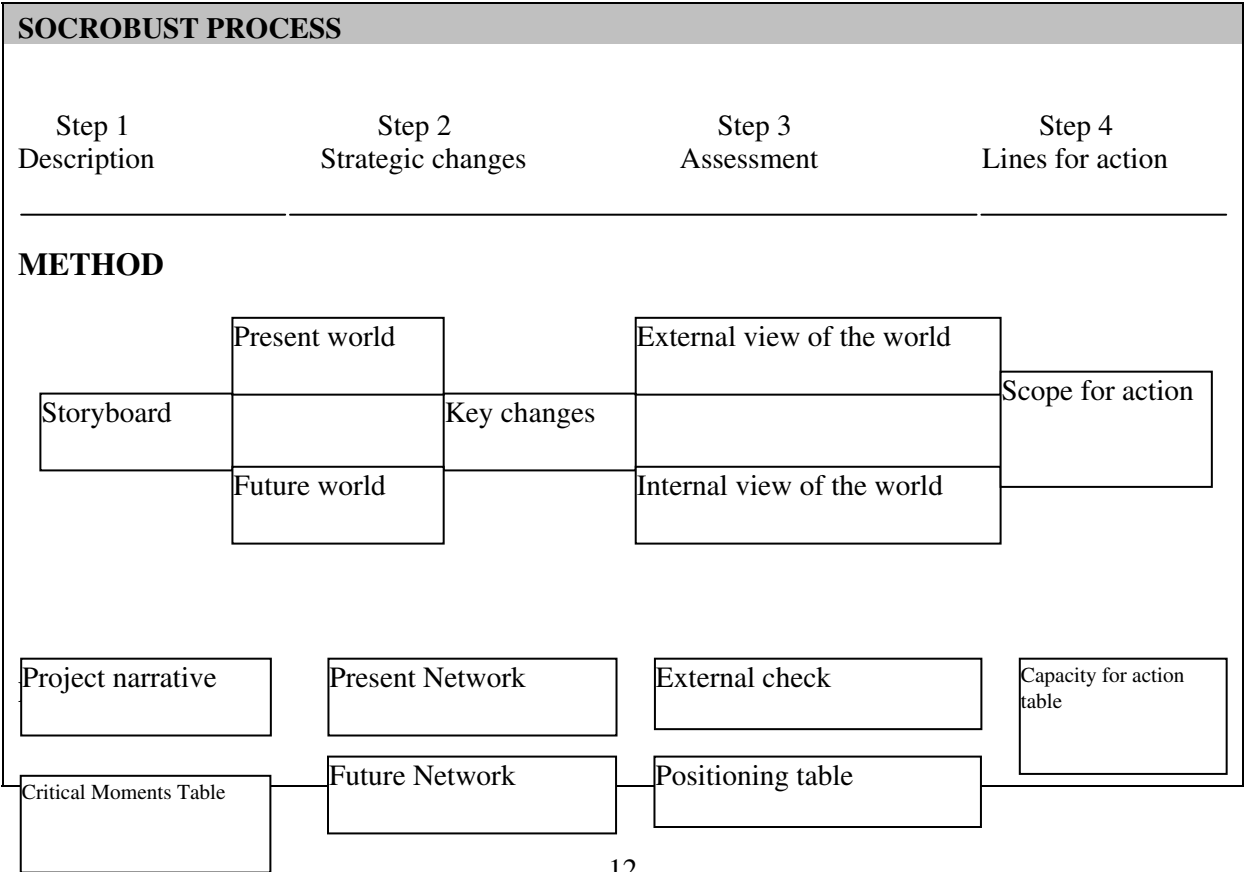 SOCROBUST PROCESS
Step 1 Step 2 Step 3 Step 4
Description Strategic changes Assessment Lines for action
METHOD
Present world External view of the world
Scope for action
Storyboard Key changes
Future world Internal view of the world
Project narrative Present Network External check Capacity for action
table
Future Network Positioning table
Critical Moments Table
12